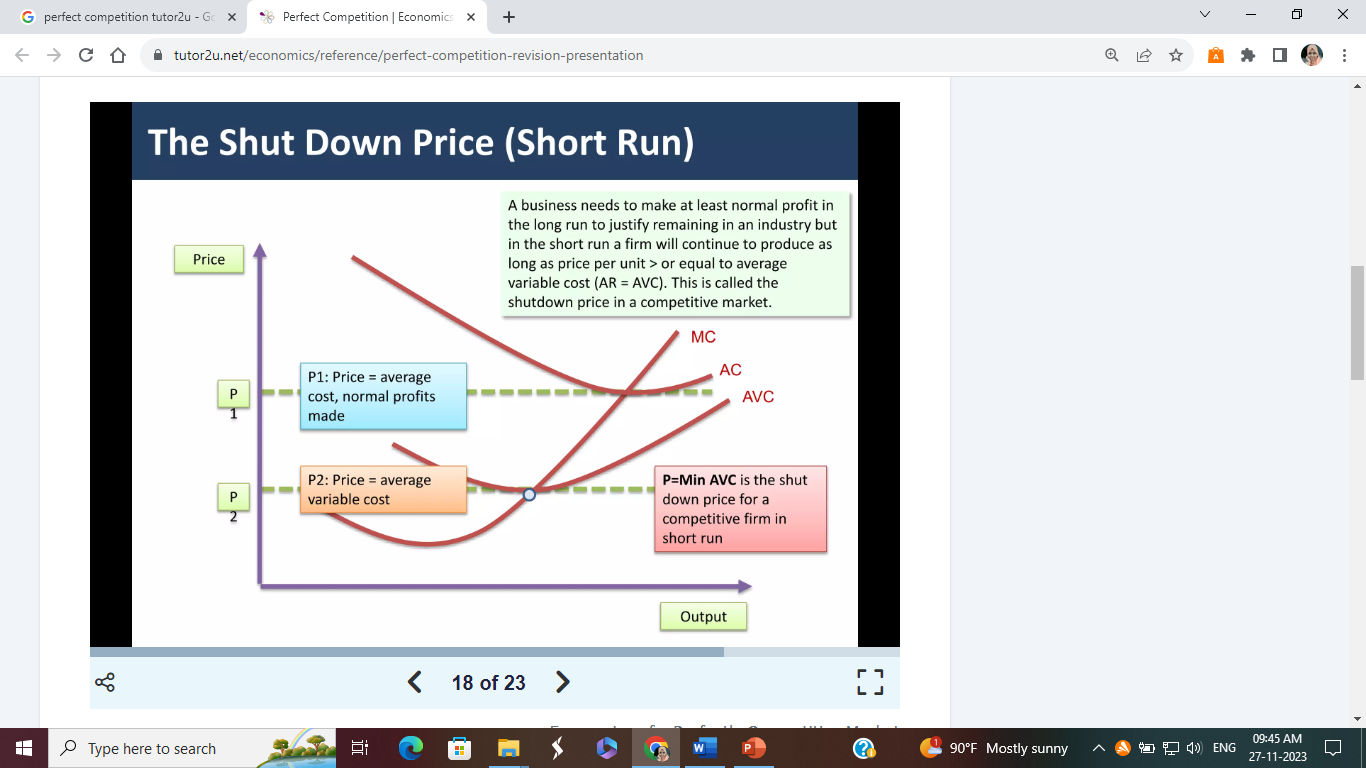 perfect competition tutor2u - Go
Perfect Competition | Economics
tutor2u.net/economics/reference/perfect-competition-revision-presentation
The Shut Down Price (Short Run)
A business needs to make at least normal profit in
the long run to justify remaining in an industry but
in the short run a firm will continue to produce as
long as price per unit > or equal to average
variable cost (AR = AVC). This is called the
shutdown price in a competitive market.
Price
MC
AC
AVC
P
1
P1: Price = average
cost, normal profits
made
P
2
P2: Price = average
variable cost
P=Min AVC is the shut
down price for a
competitive firm in
short run
Output
18 of 23
Type here to search
90°F Mostly sunny
ENG
09:45 AM
27-11-2023